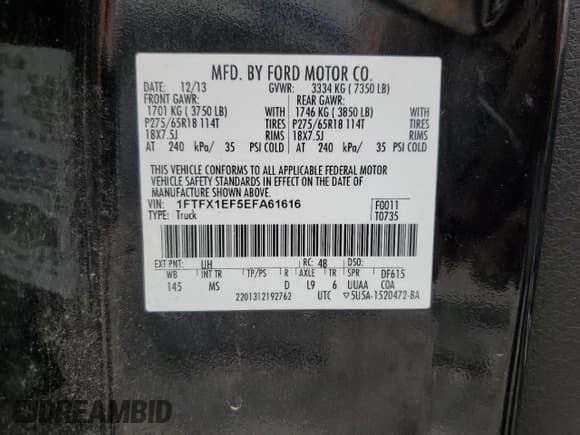 MFD. BY FORD MOTOR CO.
DATE: 12/13 GVWR: 3334 KG ( 7350 LB)
FRONT GAWR: REAR GAWR:
1701 KG ( 3750 LB) WITH 1746 KG ( 3850 LB) WITH
P275/65R18 114T TIRES P275/65R18 114T TIRES
18X7.5J RIMS 18X7.5J RIMS
AT 240 kPa/ 35 PSI COLD AT 240 kPa/ 35 PSI COLD
THIS VEHICLE CONFORMS TO ALL APPLICABLE FEDERAL MOTOR
VEHICLE SAFETY STANDARDS IN EFFECT ON THE DATE OF
MANUFACTURE SHOWN ABOVE.
VIN: 1FTFX1EF5EFA61616 F0011
TYPE: Truck T0735
EXT PNT: UH RC: 48 DSO:
WB INT TR TP/PS R AXLE TR SPR DF615
145 MS D L9 6 UUAA COA
2201312192762 UTC ▽5U5A-1520472-BA
DREAMBID